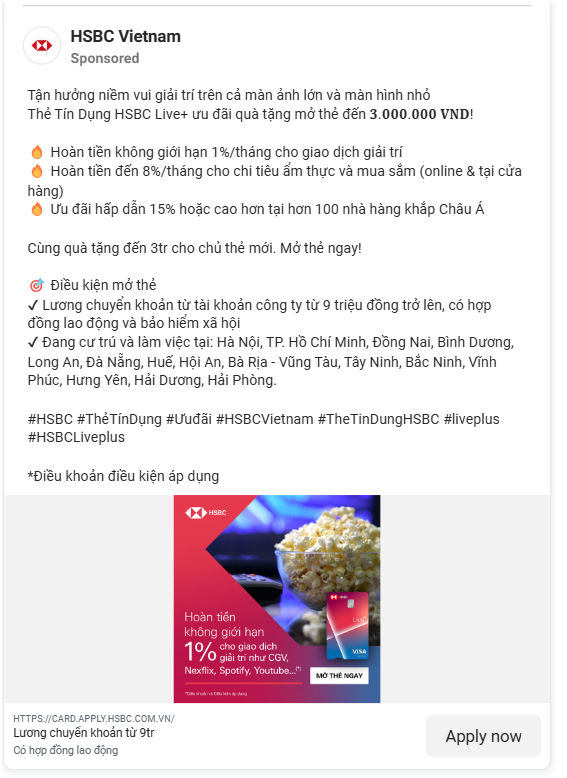 HSBC Vietnam
Sponsored
Tận hưởng niềm vui giải trí trên cả màn ảnh lớn và màn hình nhỏ
Thẻ Tín Dụng HSBC Live+ ưu đãi quà tặng mở thẻ đến 𝟑.𝟎𝟎𝟎.𝟎𝟎𝟎 𝐕𝐍𝐃!
🔥 Hoàn tiền không giới hạn 1%/tháng cho giao dịch giải trí
🔥 Hoàn tiền đến 8%/tháng cho chi tiêu ẩm thực và mua sắm (online & tại cửa
hàng)
🔥 Ưu đãi hấp dẫn 15% hoặc cao hơn tại hơn 100 nhà hàng khắp Châu Á
Cùng quà tặng đến 3tr cho chủ thẻ mới. Mở thẻ ngay!
🎯 Điều kiện mở thẻ
✓ Lương chuyển khoản từ tài khoản công ty từ 9 triệu đồng trở lên, có hợp
đồng lao động và bảo hiểm xã hội
✓ Đang cư trú và làm việc tại: Hà Nội, TP. Hồ Chí Minh, Đồng Nai, Bình Dương,
Long An, Đà Nẵng, Huế, Hội An, Bà Rịa - Vũng Tàu, Tây Ninh, Bắc Ninh, Vĩnh
Phúc, Hưng Yên, Hải Dương, Hải Phòng.
#HSBC #ThẻTínDụng #Ưuđãi #HSBCVietnam #TheTinDungHSBC #liveplus
#HSBCLiveplus
*Điều khoản điều kiện áp dụng
HSBC
Hoàn tiền
không giới hạn
1% cho giao dịch
giải trí như CGV,
Nexflix, Spotify, Youtube...(*)
*Điều khoản và Điều kiện áp dụng
Live+
VISA
MỞ THẺ NGAY
HTTPS://CARD.APPLY.HSBC.COM.VN/
Lương chuyển khoản từ 9tr
Có hợp đồng lao động
Apply now